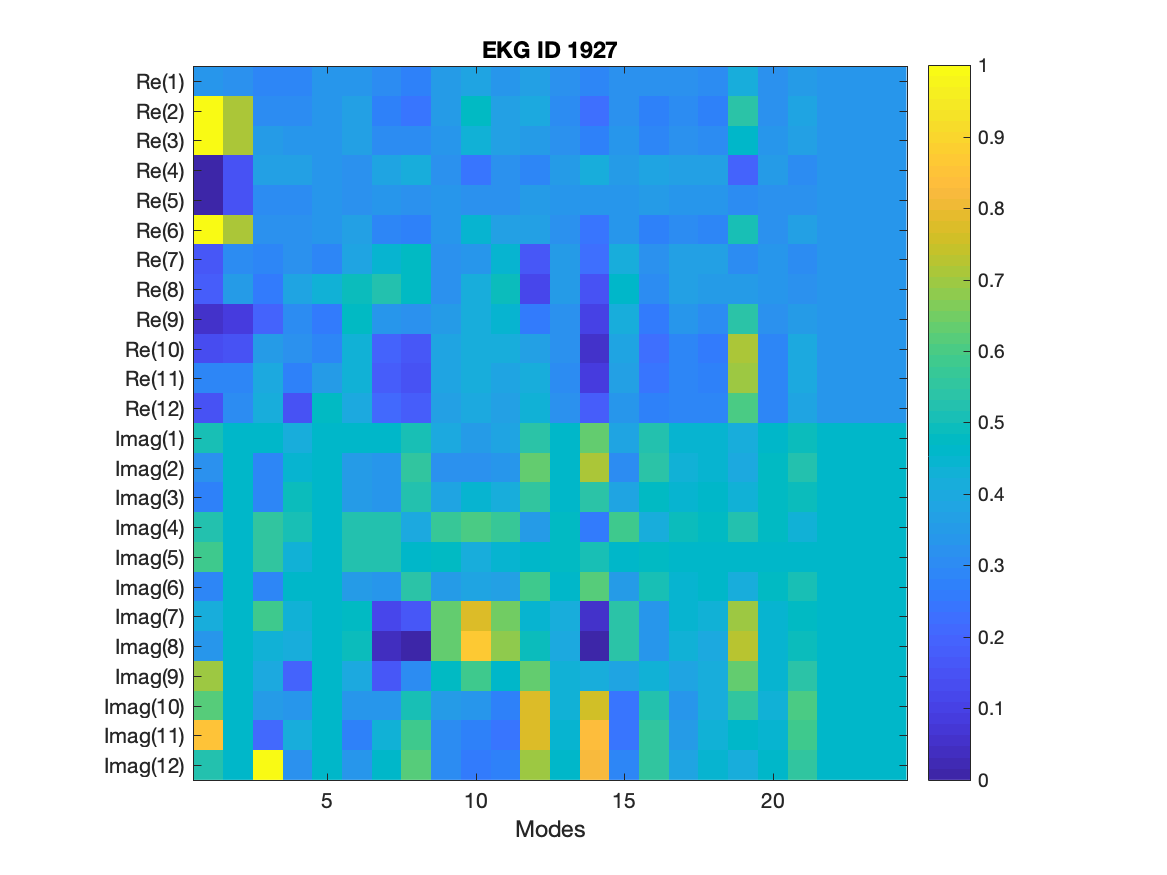 EKG ID 1927
Re(1)
Re(2)
Re(3)
Re(4)
Re(5)
Re(6)
Re(7)
Re(8)
Re(9)
Re(10)
Re(11)
Re(12)
Imag(1)
Imag(2)
Imag(3)
Imag(4)
Imag(5)
Imag(6)
Imag(7)
Imag(8)
Imag(9)
Imag(10)
Imag(11)
Imag(12)
5 10 15 20
Modes
1
0.9
0.8
0.7
0.6
0.5
0.4
0.3
0.2
0.1
0